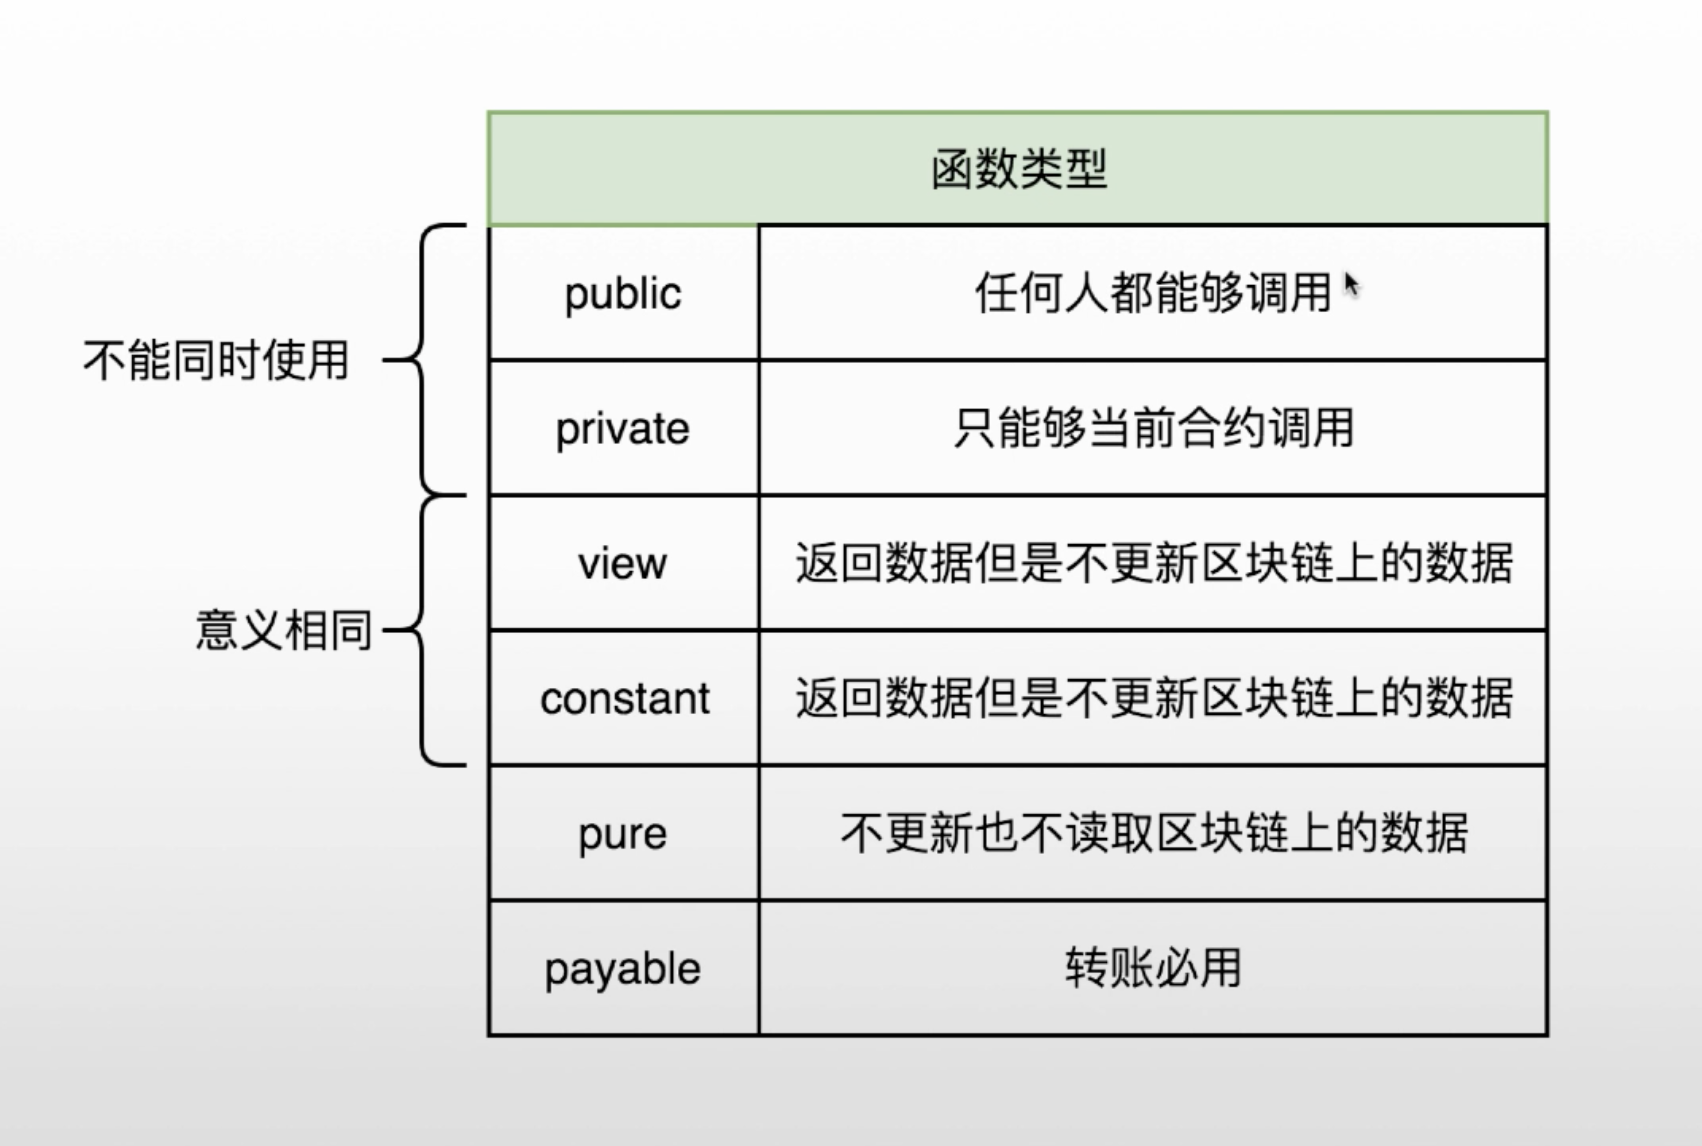 函数类型
不能同时使用
public 任何人都能够调用
private 只能够当前合约调用
意义相同
view 返回数据但是不更新区块链上的数据
constant 返回数据但是不更新区块链上的数据
pure 不更新也不读取区块链上的数据
payable 转账必用